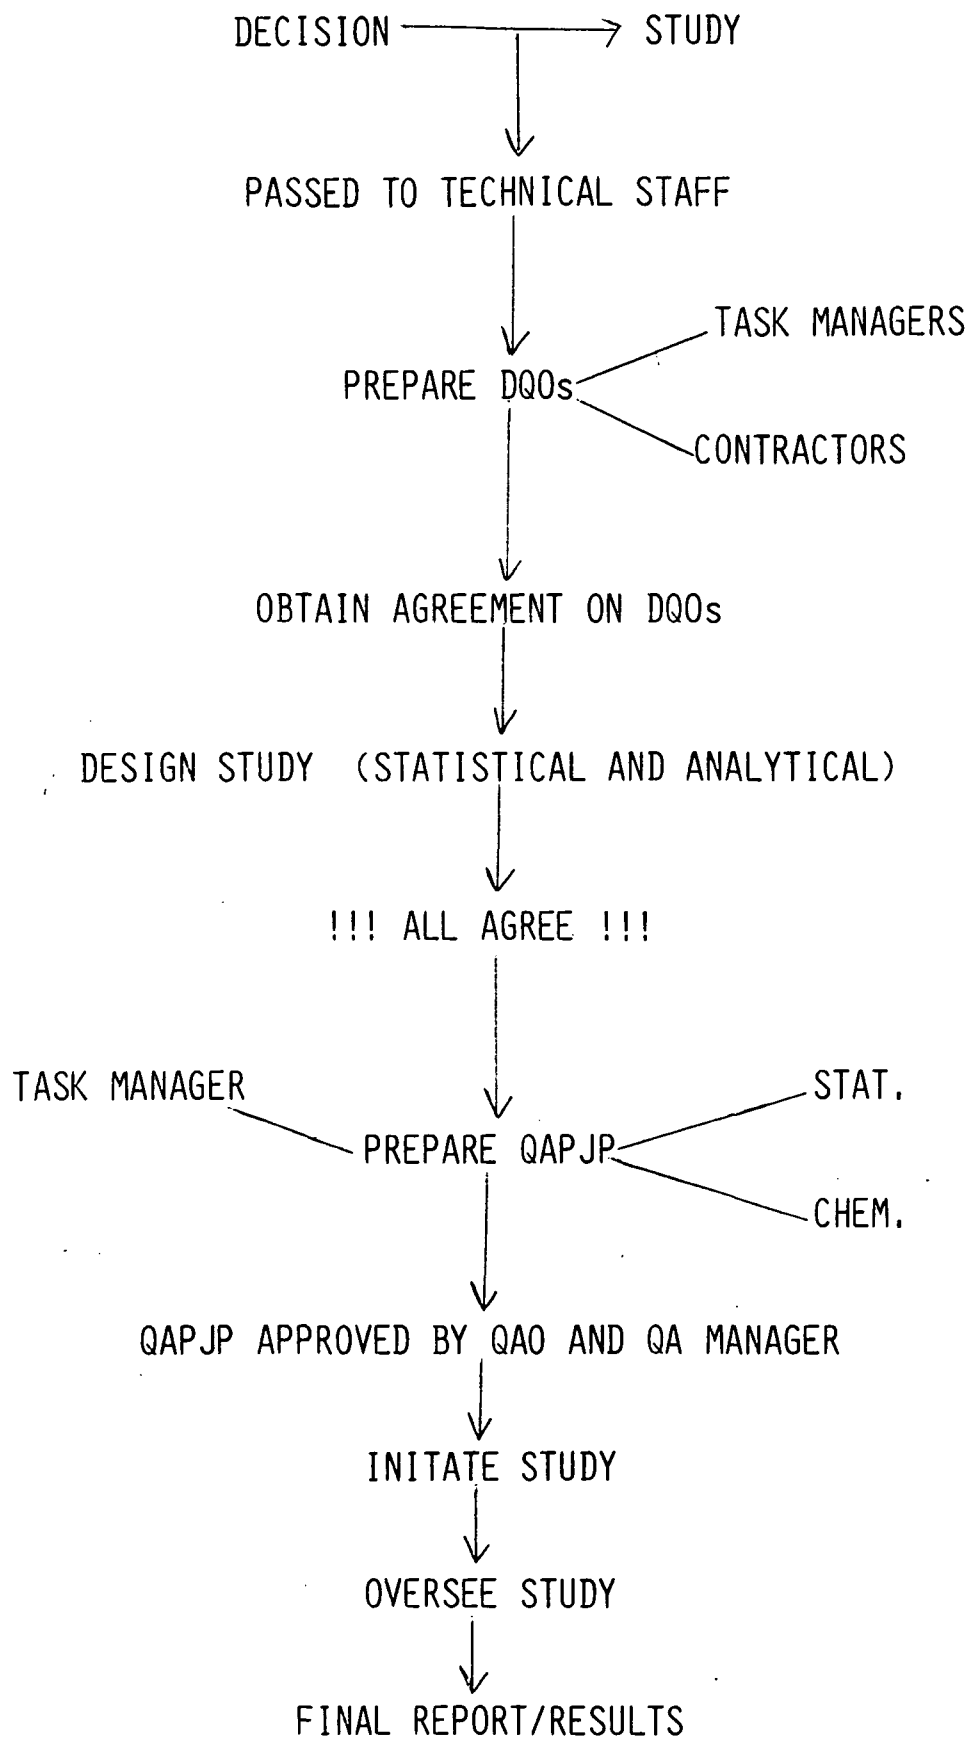 DECISION STUDY
PASSED TO TECHNICAL STAFF
TASK MANAGERS
PREPARE DQOs
CONTRACTORS
OBTAIN AGREEMENT ON DQOs
DESIGN STUDY (STATISTICAL AND ANALYTICAL)
!!! ALL AGREE !!!
TASK MANAGER STAT.
PREPARE QAPJP
CHEM.
QAPJP APPROVED BY QAO AND QA MANAGER
INITATE STUDY
OVERSEE STUDY
FINAL REPORT/RESULTS